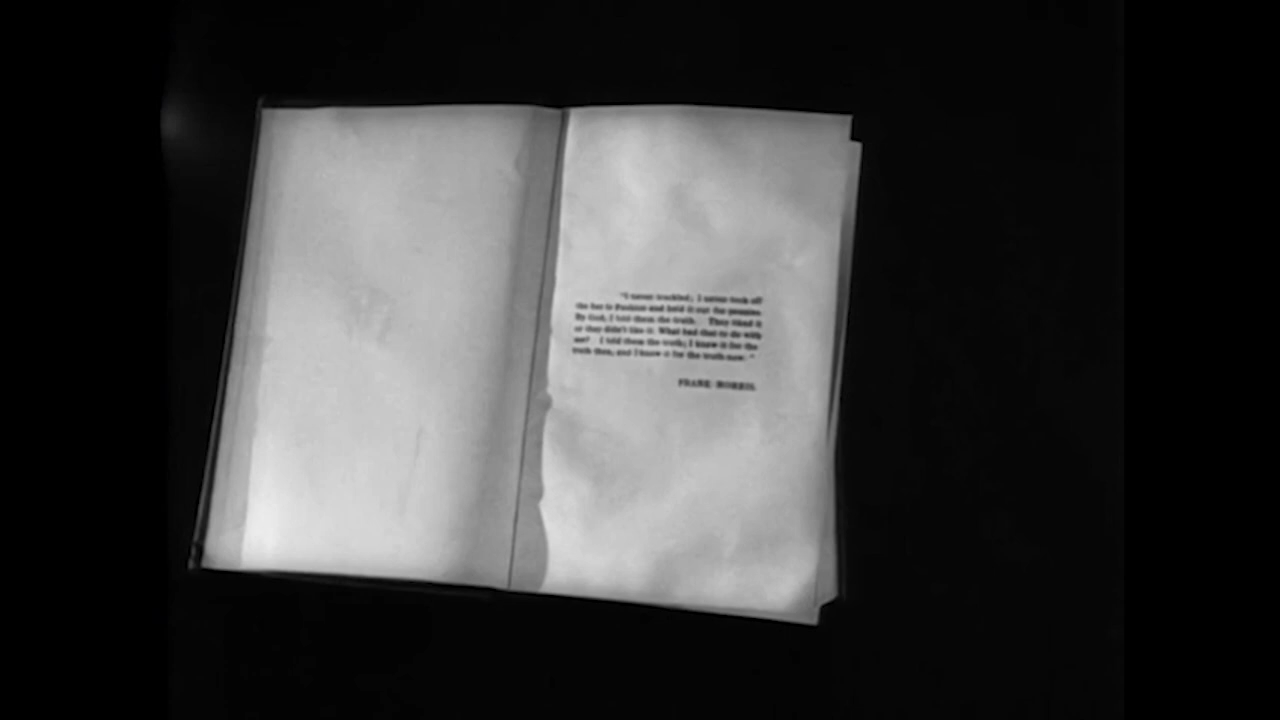 "I never truckled; I never took off
the hat to Fashion and held it out for pennies.
By God, I told them the truth. They liked it
or they didn't like it. What had that to do with
me? I told them the truth; I knew it for the
truth then, and I know it for the truth now."
FRANK NORRIS